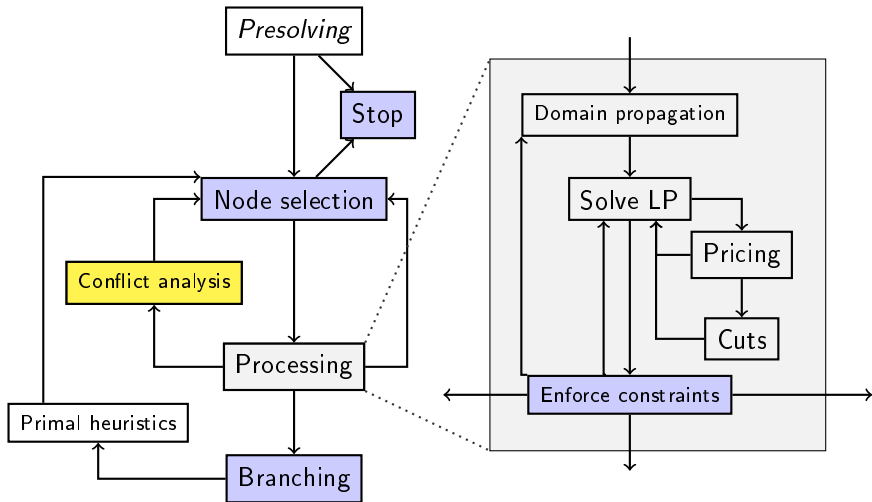 Presolving
Stop
Node selection
Conflict analysis
Processing
Primal heuristics
Branching
Domain propagation
Solve LP
Pricing
Cuts
Enforce constraints